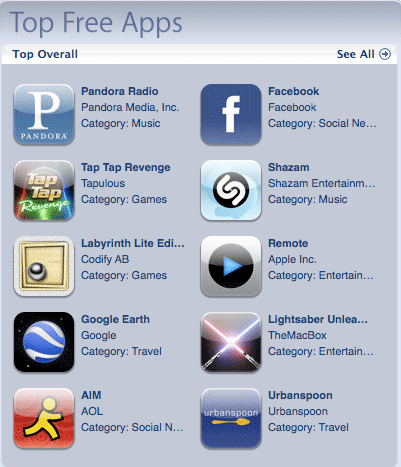 Top Free Apps
Top Overall
See All
PANDORA
Pandora Radio
Pandora Media, Inc.
Category: Music
f
Facebook
Facebook
Category: Social Ne...
Tap
Tap
Revenge
Tap Tap Revenge
Tapulous
Category: Games
Shazam
Shazam Entertainm...
Category: Music
Labyrinth Lite Edi...
Codify AB
Category: Games
Remote
Apple Inc.
Category: Entertain...
Google Earth
Google
Category: Travel
Lightsaber Unlea...
TheMacBox
Category: Entertain...
AIM
AOL
Category: Social N...
urbanspoon
Urbanspoon
Urbanspoon
Category: Travel